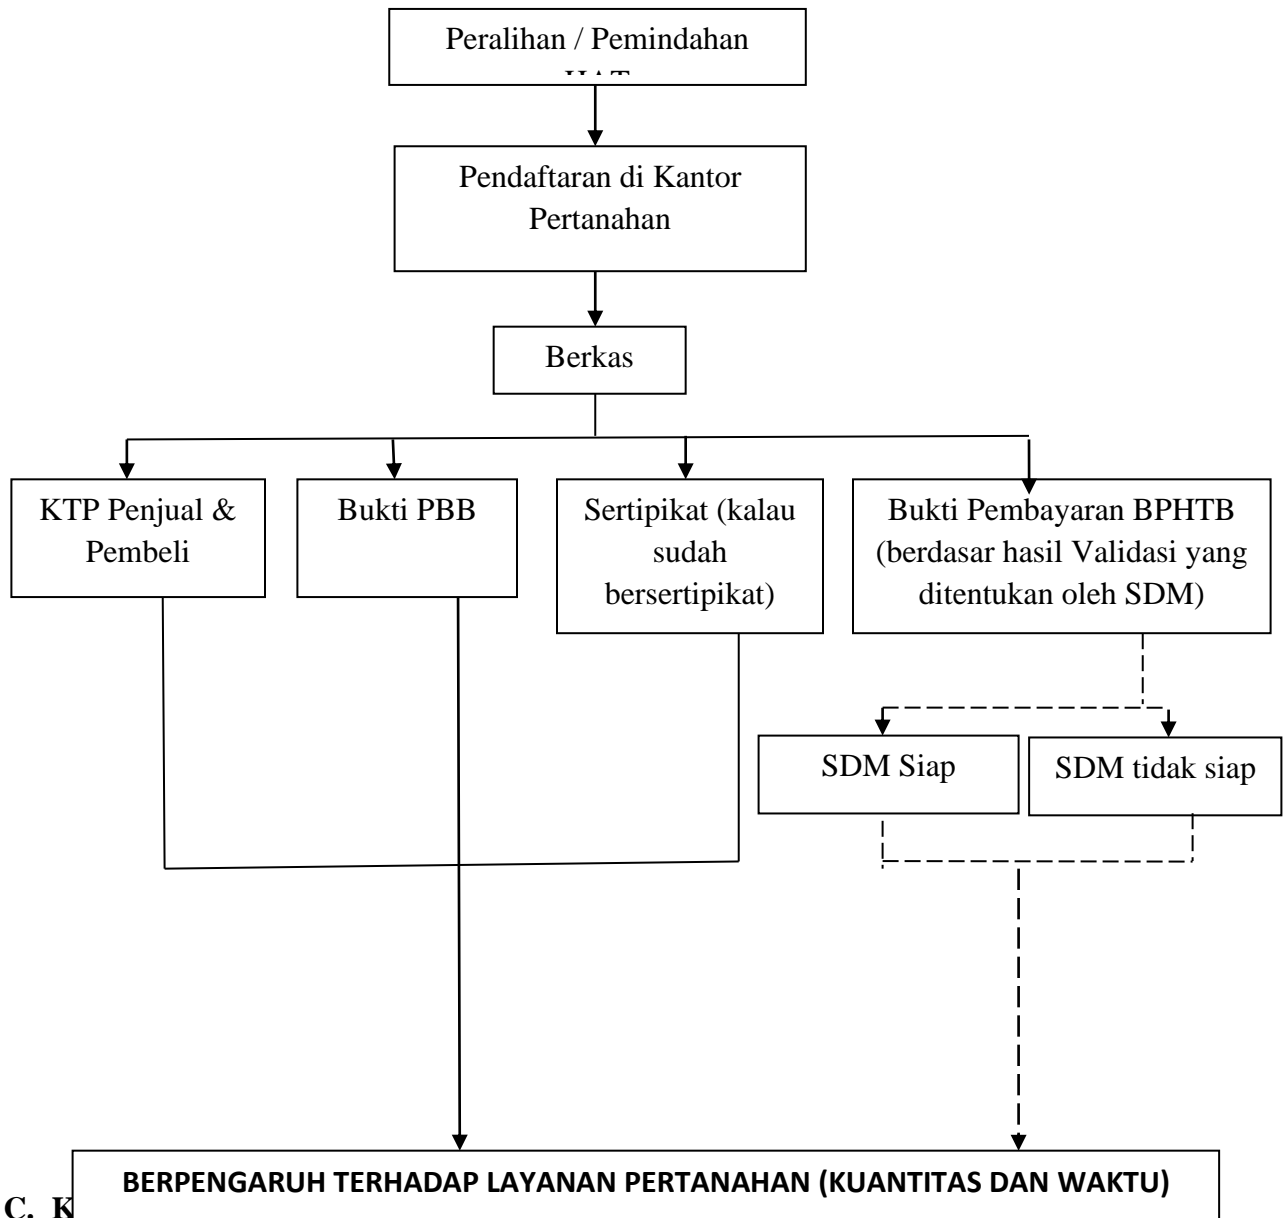 Peralihan / Pemindahan
HAT
Pendaftaran di Kantor
Pertanahan
Berkas
KTP Penjual &
Pembeli
Bukti PBB
Sertipikat (kalau
sudah
bersertipikat)
Bukti Pembayaran BPHTB
(berdasar hasil Validasi yang
ditentukan oleh SDM)
SDM Siap
SDM tidak siap
BERPENGARUH TERHADAP LAYANAN PERTANAHAN (KUANTITAS DAN WAKTU)
C. K